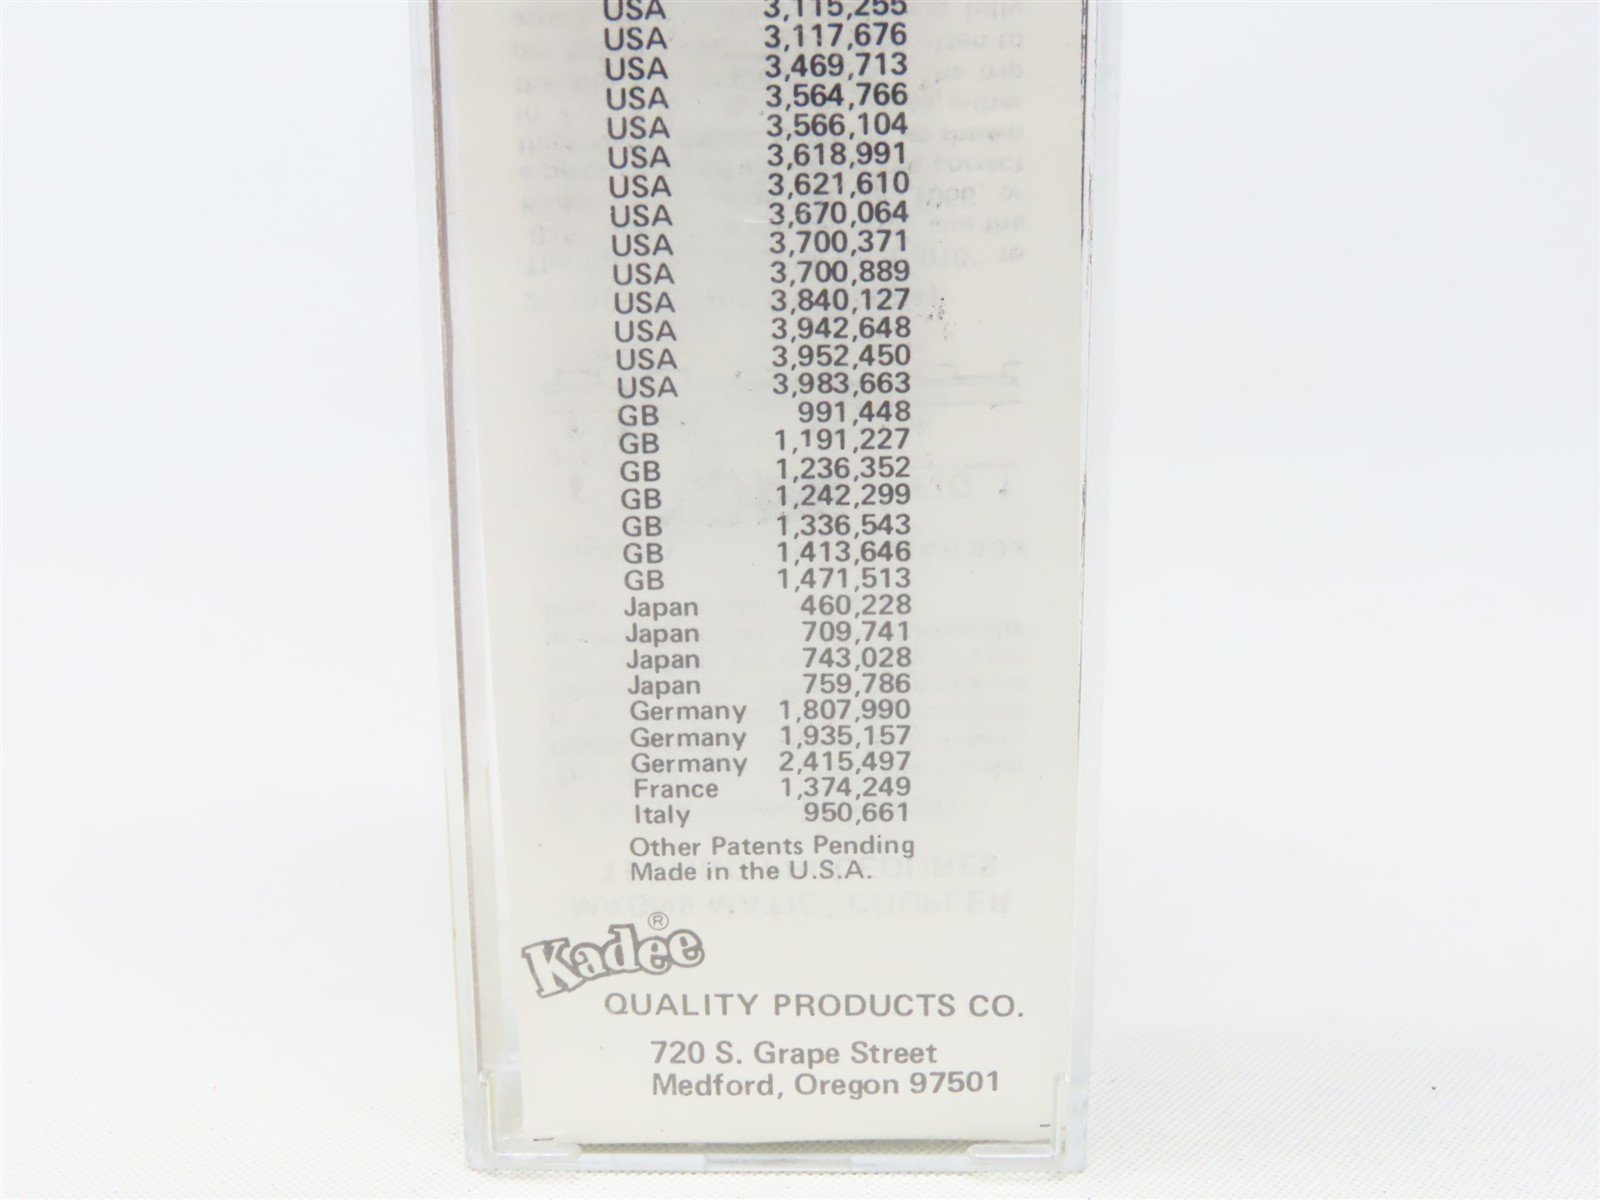 USA 3,115,255
USA 3,117,676
USA 3,469,713
USA 3,564,766
USA 3,566,104
USA 3,618,991
USA 3,621,610
USA 3,670,064
USA 3,700,371
USA 3,700,889
USA 3,840,127
USA 3,942,648
USA 3,952,450
USA 3,983,663
GB 991,448
GB 1,191,227
GB 1,236,352
GB 1,242,299
GB 1,336,543
GB 1,413,646
GB 1,471,513
Japan 460,228
Japan 709,741
Japan 743,028
Japan 759,786
Germany 1,807,990
Germany 1,935,157
Germany 2,415,497
France 1,374,249
Italy 950,661
Other Patents Pending
Made in the U.S.A.
Kadee®
QUALITY PRODUCTS CO.
720 S. Grape Street
Medford, Oregon 97501